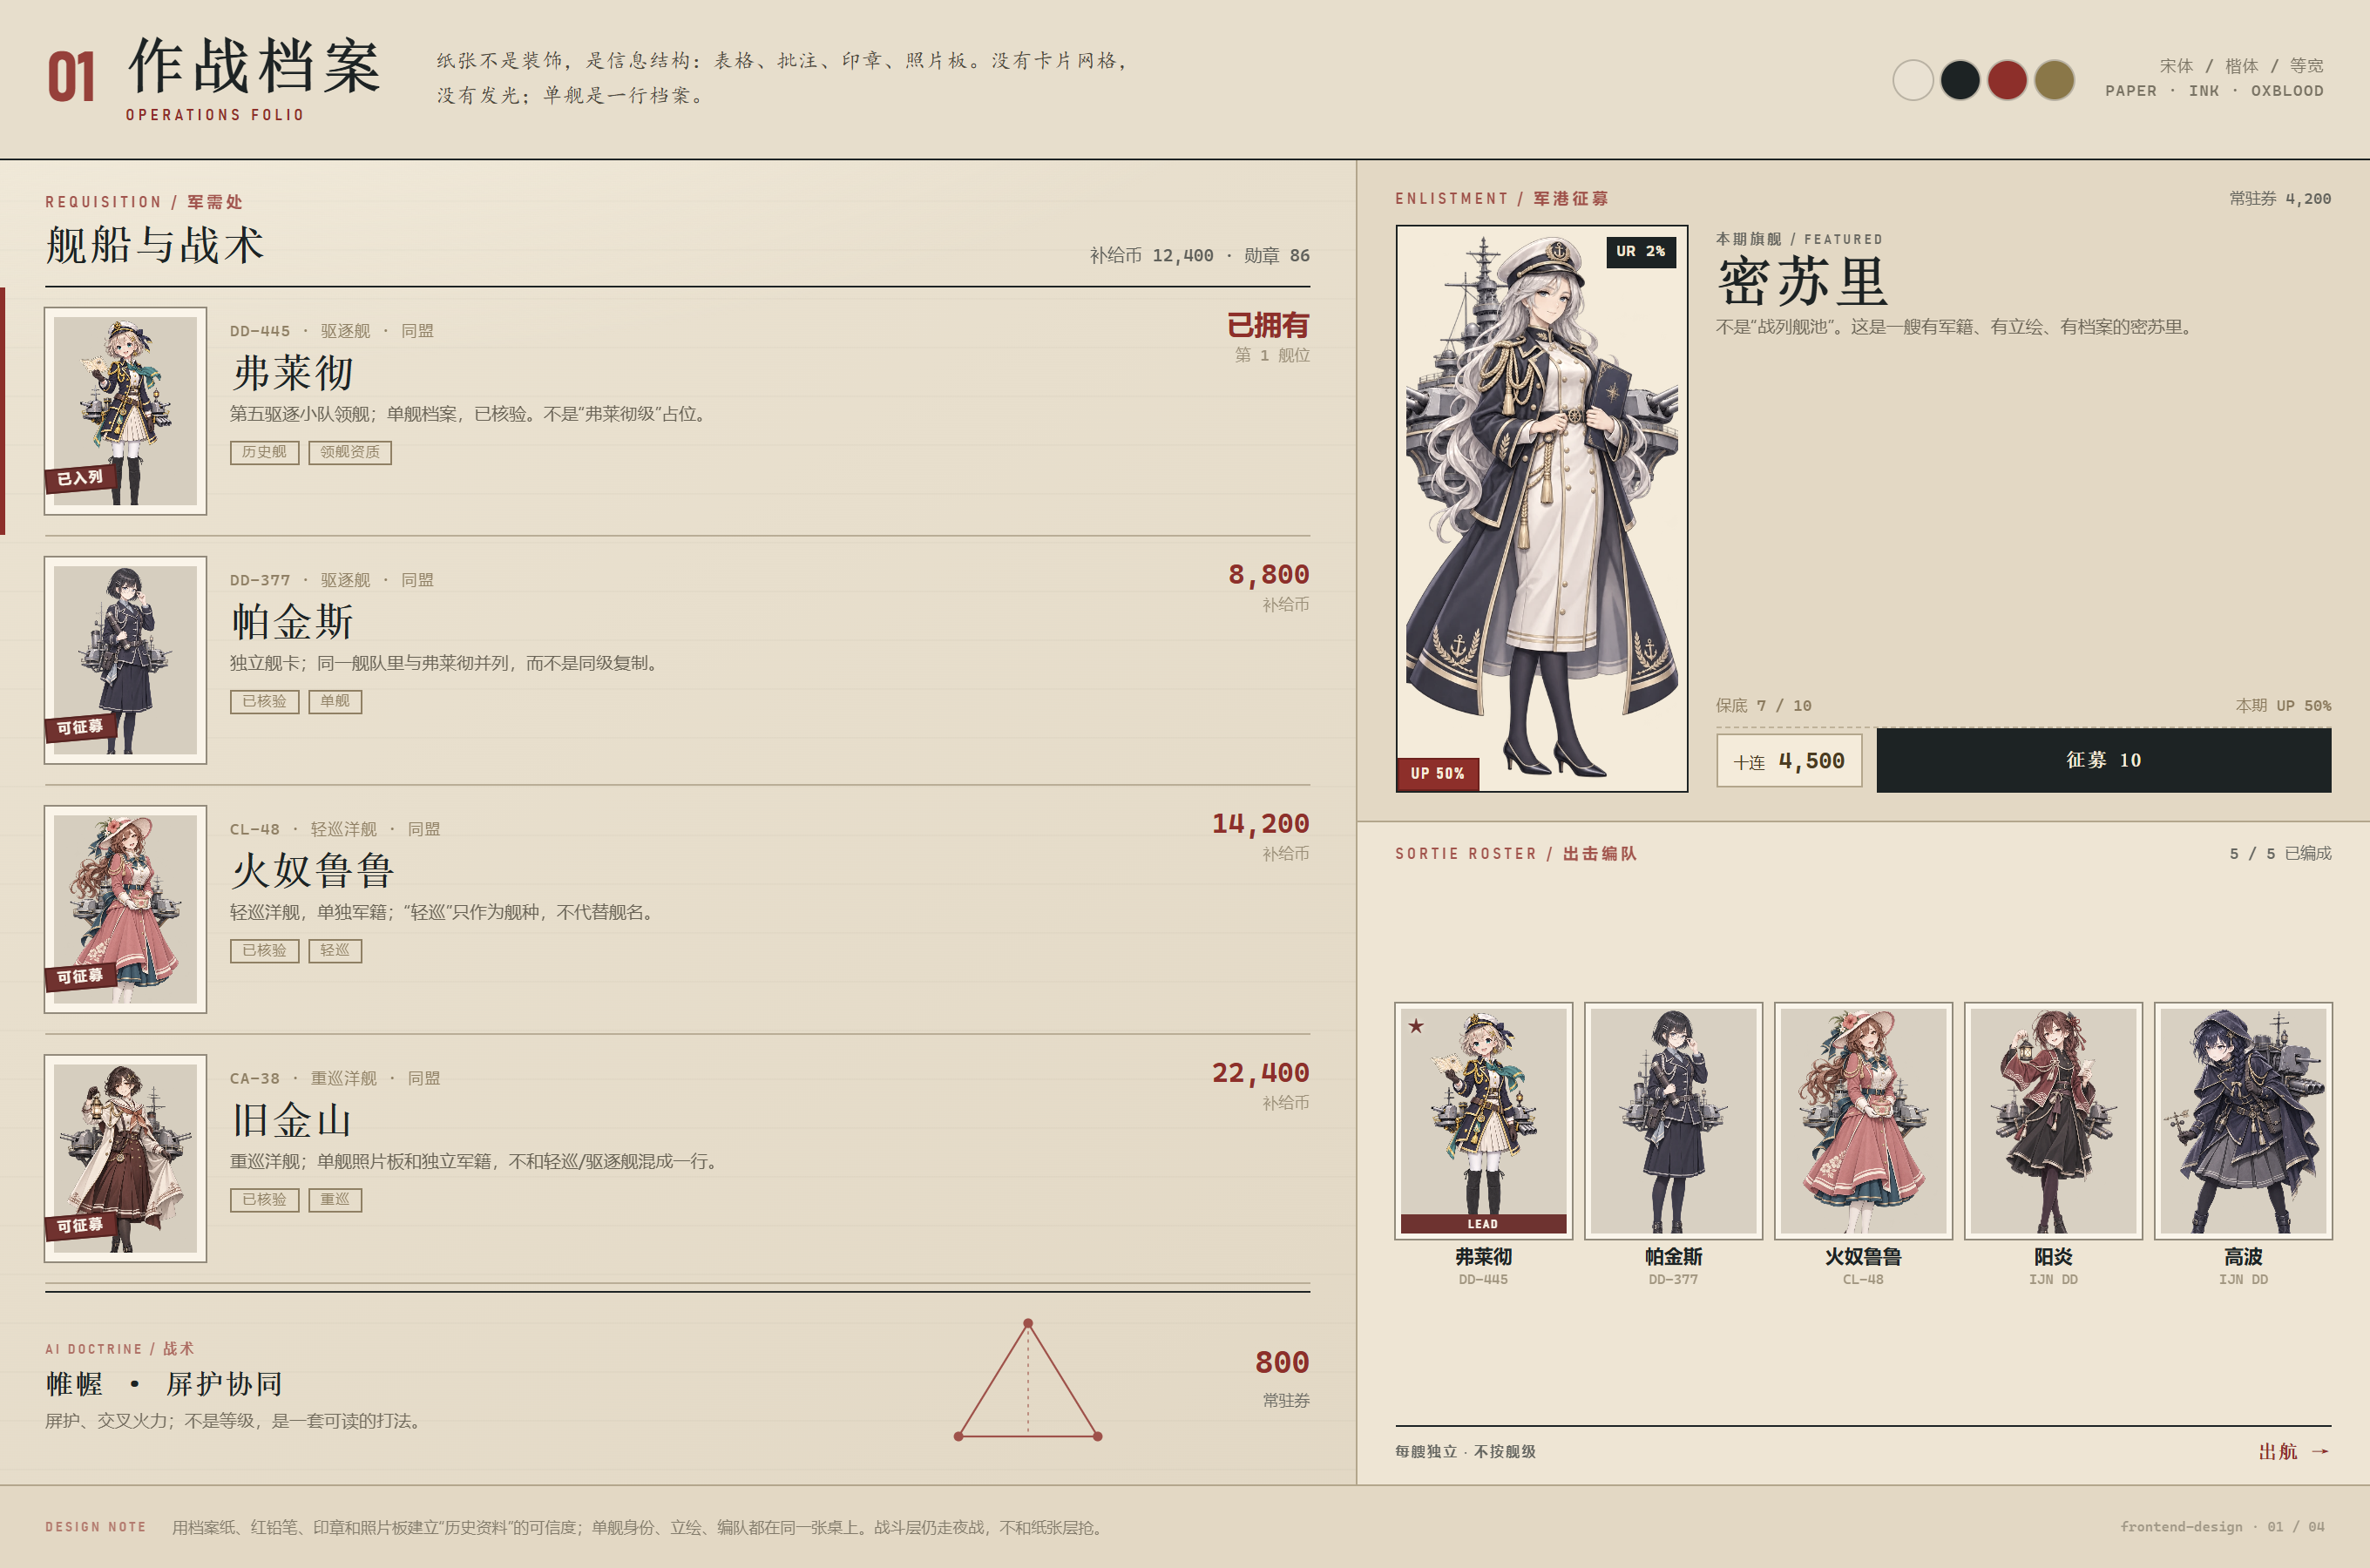 01
作战档案
OPERATIONS FOLIO
纸张不是装饰，是信息结构：表格、批注、印章、照片板。没有卡片网格，
没有发光；单舰是一行档案。
宋体 / 楷体 / 等宽
PAPER · INK · OXBLOOD
REQUISITION / 军需处
舰船与战术
补给币 12,400 · 勋章 86
已入列
DD-445 · 驱逐舰 · 同盟
弗莱彻
第五驱逐小队领舰；单舰档案，已核验。不是“弗莱彻级”占位。
历史舰 领舰资质
已拥有
第 1 舰位
可征募
DD-377 · 驱逐舰 · 同盟
帕金斯
独立舰卡；同一舰队里与弗莱彻并列，而不是同级复制。
已核验 单舰
8,800
补给币
可征募
CL-48 · 轻巡洋舰 · 同盟
火奴鲁鲁
轻巡洋舰，单独军籍；“轻巡”只作为舰种，不代替舰名。
已核验 轻巡
14,200
补给币
可征募
CA-38 · 重巡洋舰 · 同盟
旧金山
重巡洋舰；单舰照片板和独立军籍，不和轻巡/驱逐舰混成一行。
已核验 重巡
22,400
补给币
AI DOCTRINE / 战术
帷幄 · 屏护协同
屏护、交叉火力；不是等级，是一套可读的打法。
800
常驻券
ENLISTMENT / 军港征募
常驻券 4,200
UR 2%
UP 50%
本期旗舰 / FEATURED
密苏里
不是“战列舰池”。这是一艘有军籍、有立绘、有档案的密苏里。
保底 7 / 10
本期 UP 50%
十连 4,500
征募 10
SORTIE ROSTER / 出击编队
5 / 5 已编成
★
LEAD
弗莱彻
DD-445
帕金斯
DD-377
火奴鲁鲁
CL-48
阳炎
IJN DD
高波
IJN DD
每艘独立 · 不按舰级
出航 →
DESIGN NOTE
用档案纸、红铅笔、印章和照片板建立“历史资料”的可信度；单舰身份、立绘、编队都在同一张桌上。战斗层仍走夜战，不和纸张层抢。
frontend-design · 01 / 04